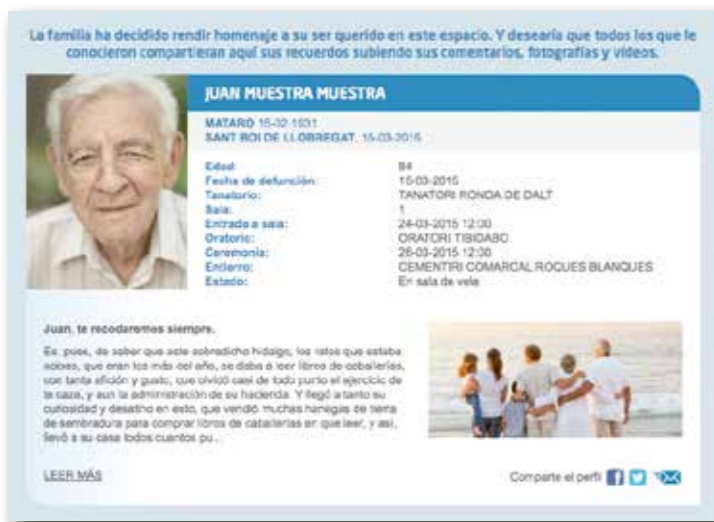 La familia ha decidido rendir homenaje a su ser querido en este espacio. Y desearía que todos los que le
conocieron compartieran aquí sus recuerdos subiendo sus comentarios, fotografías y vídeos.
JUAN MUESTRA MUESTRA
MATARO 15-02-1931
SANT BOI DE LLOBREGAT, 15-03-2015
Edad: 84
Fecha de defunción: 15-03-2015
Tanatorio: TANATORI RONDA DE DALT
Sala: 1
Entrada a sala: 24-03-2015 12:00
Oratorio: ORATORI TIBIDABO
Ceremonia: 26-03-2015 12:00
Entierro: CEMENTIRI COMARCAL ROQUES BLANQUES
Estado: En sala de vela
Juan, te recodaremos siempre.
Es, pues, de saber que este sobredicho hidalgo, los ratos que estaba
ocioso, que eran los más del año, se daba a leer libros de caballerías,
con tanta afición y gusto, que olvidó casi de todo punto el ejercicio de
la caza, y aun la administración de su hacienda. Y llegó a tanto su
curiosidad y desatino en esto, que vendió muchas hanegas de tierra
de sembradura para comprar libros de caballerías en que leer, y así,
llevó a su casa todos cuantos pu...
LEER MÁS
Comparte el perfil